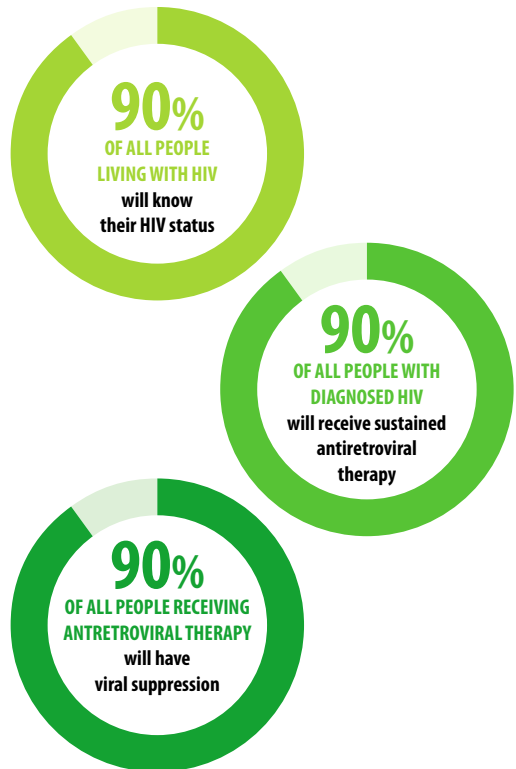 90%
OF ALL PEOPLE
LIVING WITH HIV
will know
their HIV status
90%
OF ALL PEOPLE WITH
DIAGNOSED HIV
will receive sustained
antiretroviral
therapy
90%
OF ALL PEOPLE RECEIVING
ANTRETROVIRAL THERAPY
will have
viral suppression